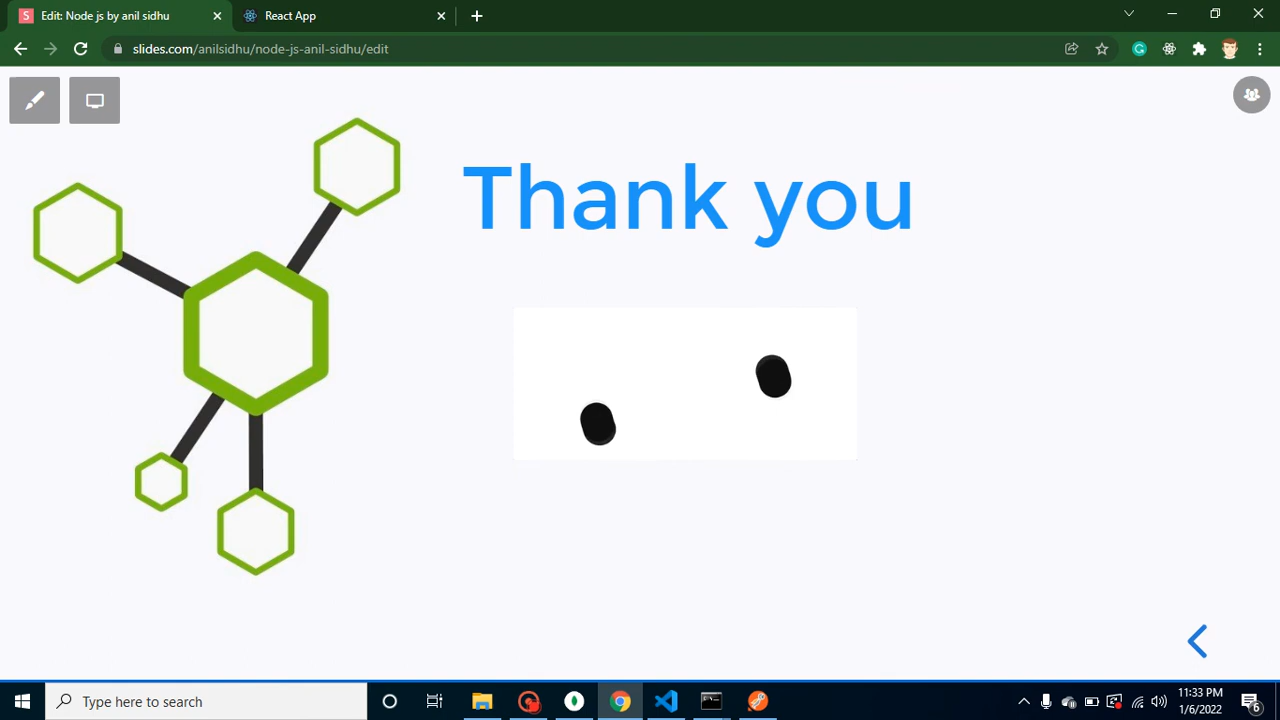 Edit: Node js by anil sidhu
React App
slides.com/anilsidhu/node-js-anil-sidhu/edit
Thank you
Type here to search
11:33 PM
1/6/2022
6